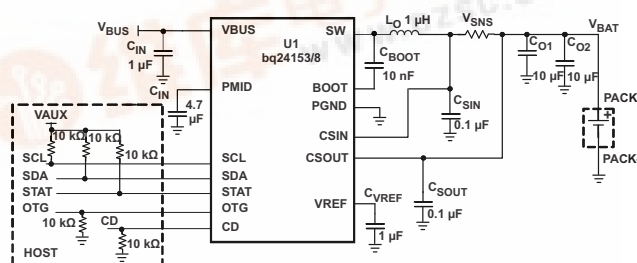 VBUS
CIN
1 μF
CIN
4.7
μF
VBUS
PMID
SCL
SDA
STAT
OTG
CD
U1
bq24153/8
SW
BOOT
PGND
CSIN
CSOUT
VREF
LO 1 μH
CBOOT
10 nF
VSNS
CSIN
0.1 μF
CSOUT
0.1 μF
CVREF
1 μF
CO1
10 μF
CO2
10 μF
VBAT
PACK
+
PACK
VAUX
10 kΩ
10 kΩ
10 kΩ
SCL
SDA
STAT
OTG
10 kΩ
CD
10 kΩ
HOST